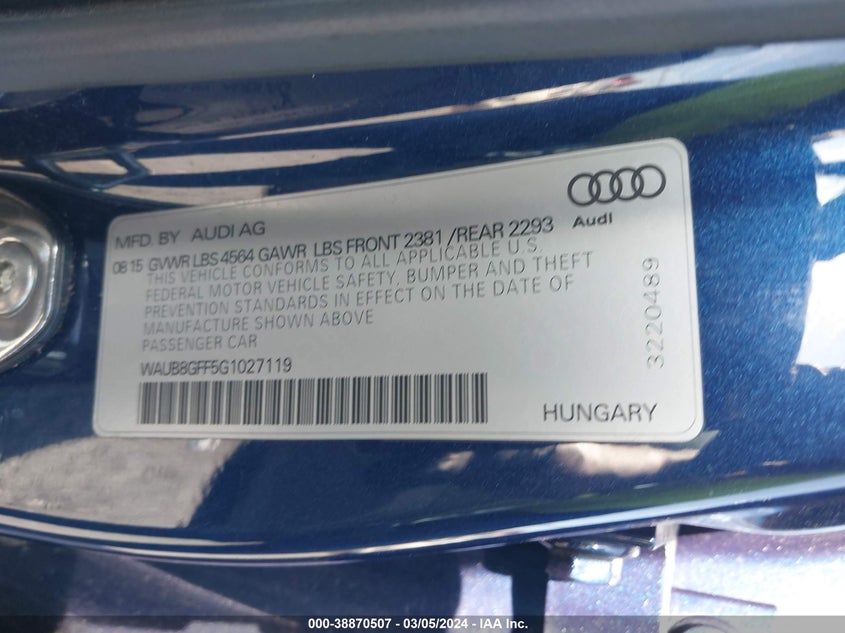 Audi
MFD. BY AUDI AG
08 15 GVWR LBS 4564 GAWR LBS FRONT 2381 / REAR 2293
THIS VEHICLE CONFORMS TO ALL APPLICABLE U.S.
FEDERAL MOTOR VEHICLE SAFETY, BUMPER AND THEFT
PREVENTION STANDARDS IN EFFECT ON THE DATE OF
MANUFACTURE SHOWN ABOVE
PASSENGER CAR
WAUB8GFF5G1027119
HUNGARY
3220489
000-38870507 - 03/05/2024 - IAA Inc.